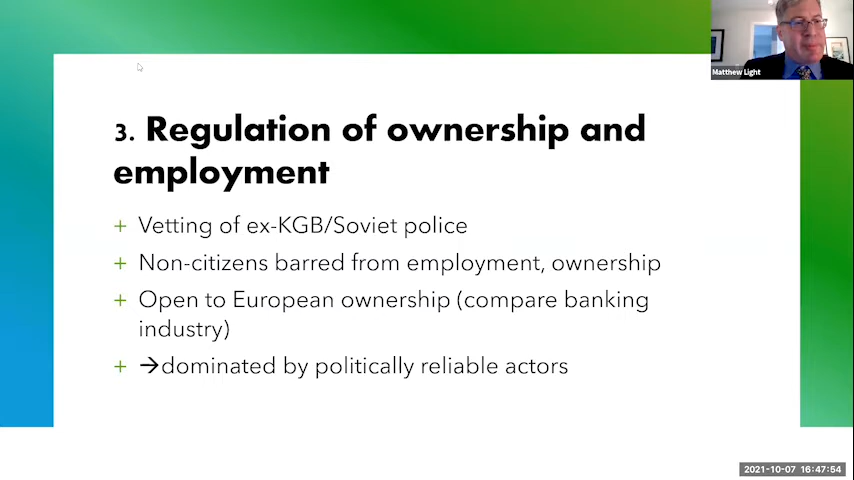 Matthew Light
3. Regulation of ownership and
employment
+ Vetting of ex-KGB/Soviet police
+ Non-citizens barred from employment, ownership
+ Open to European ownership (compare banking
industry)
+ →dominated by politically reliable actors
2021-10-07 16:47:54